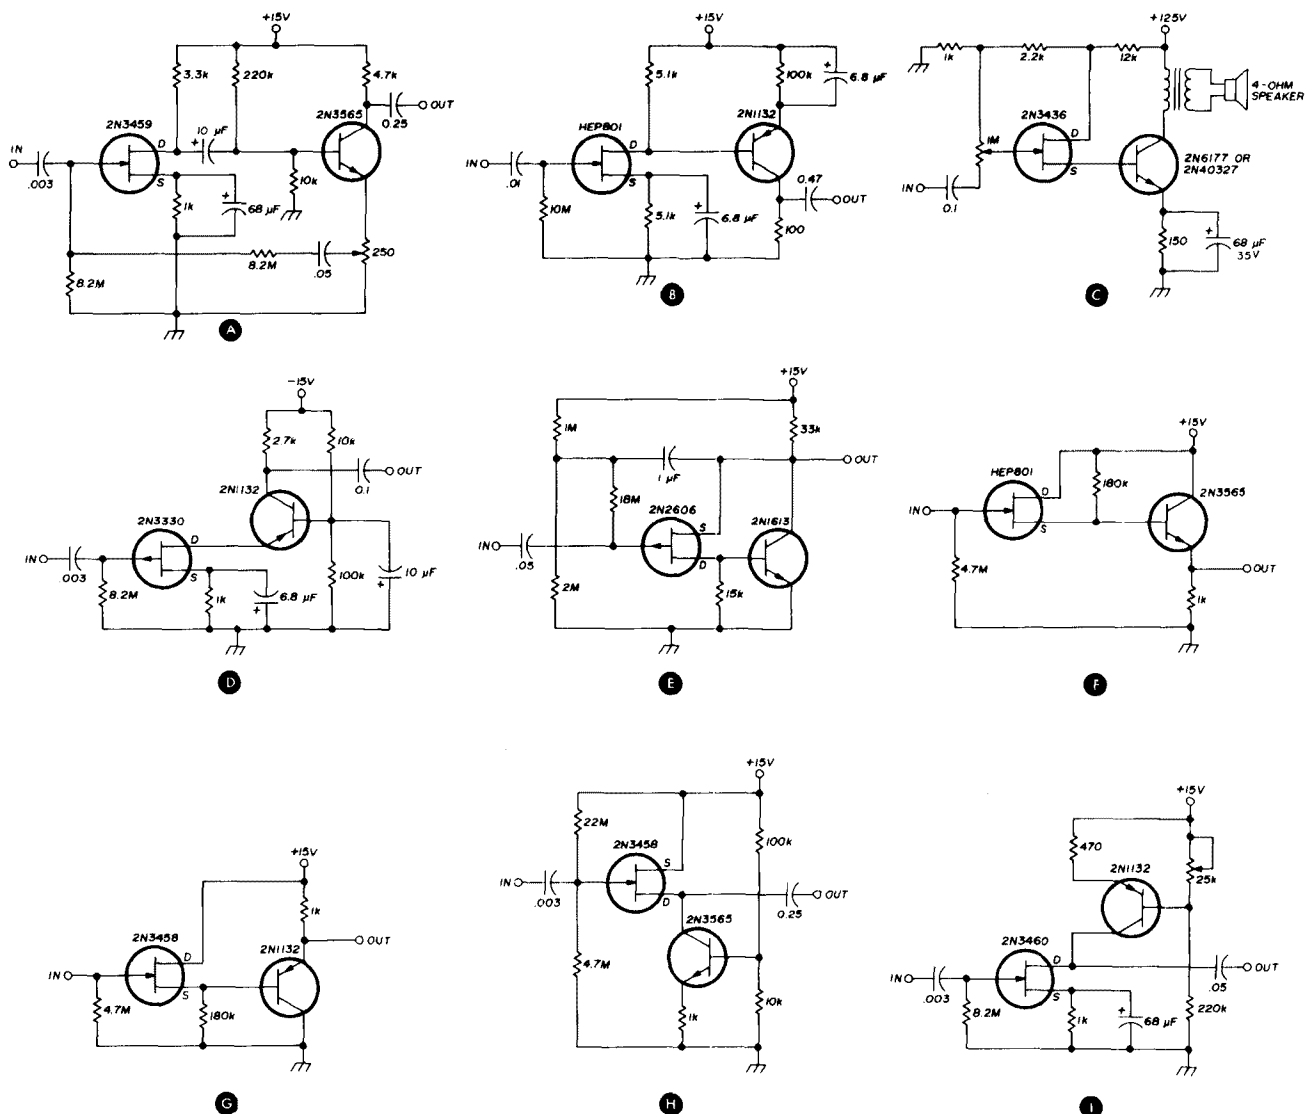 +15V
3.3k
220k
4.7k
2N3565
OUT
0.25
2N3459
10 µF
IN
.003
D
S
10k
1k
68 µF
250
8.2M
.05
8.2M
A
+15V
5.1k
100k
6.8 µF
2N1132
HEP801
D
S
IN
.01
0.47
OUT
10M
5.1k
6.8 µF
100
B
+125V
1k
2.2k
12k
4-OHM
SPEAKER
2N3436
D
S
1M
2N6177 OR
2N40327
IN
0.1
150
68 µF
35V
C
-15V
2.7k
10k
OUT
0.1
2N1132
2N3330
D
S
IN
.003
8.2M
1k
6.8 µF
100k
10 µF
D
+15V
1M
33k
OUT
1 µF
18M
2N2606
S
D
2N1613
IN
.05
2M
15k
E
+15V
HEP801
D
S
180k
2N3565
IN
4.7M
OUT
1k
F
+15V
1k
OUT
2N3458
D
S
2N1132
IN
4.7M
180k
G
+15V
22M
100k
2N3458
S
D
IN
.003
0.25
OUT
2N3565
4.7M
1k
10k
H
+15V
470
2N1132
25k
2N3460
D
S
IN
.003
OUT
.05
8.2M
1k
68 µF
220k
I